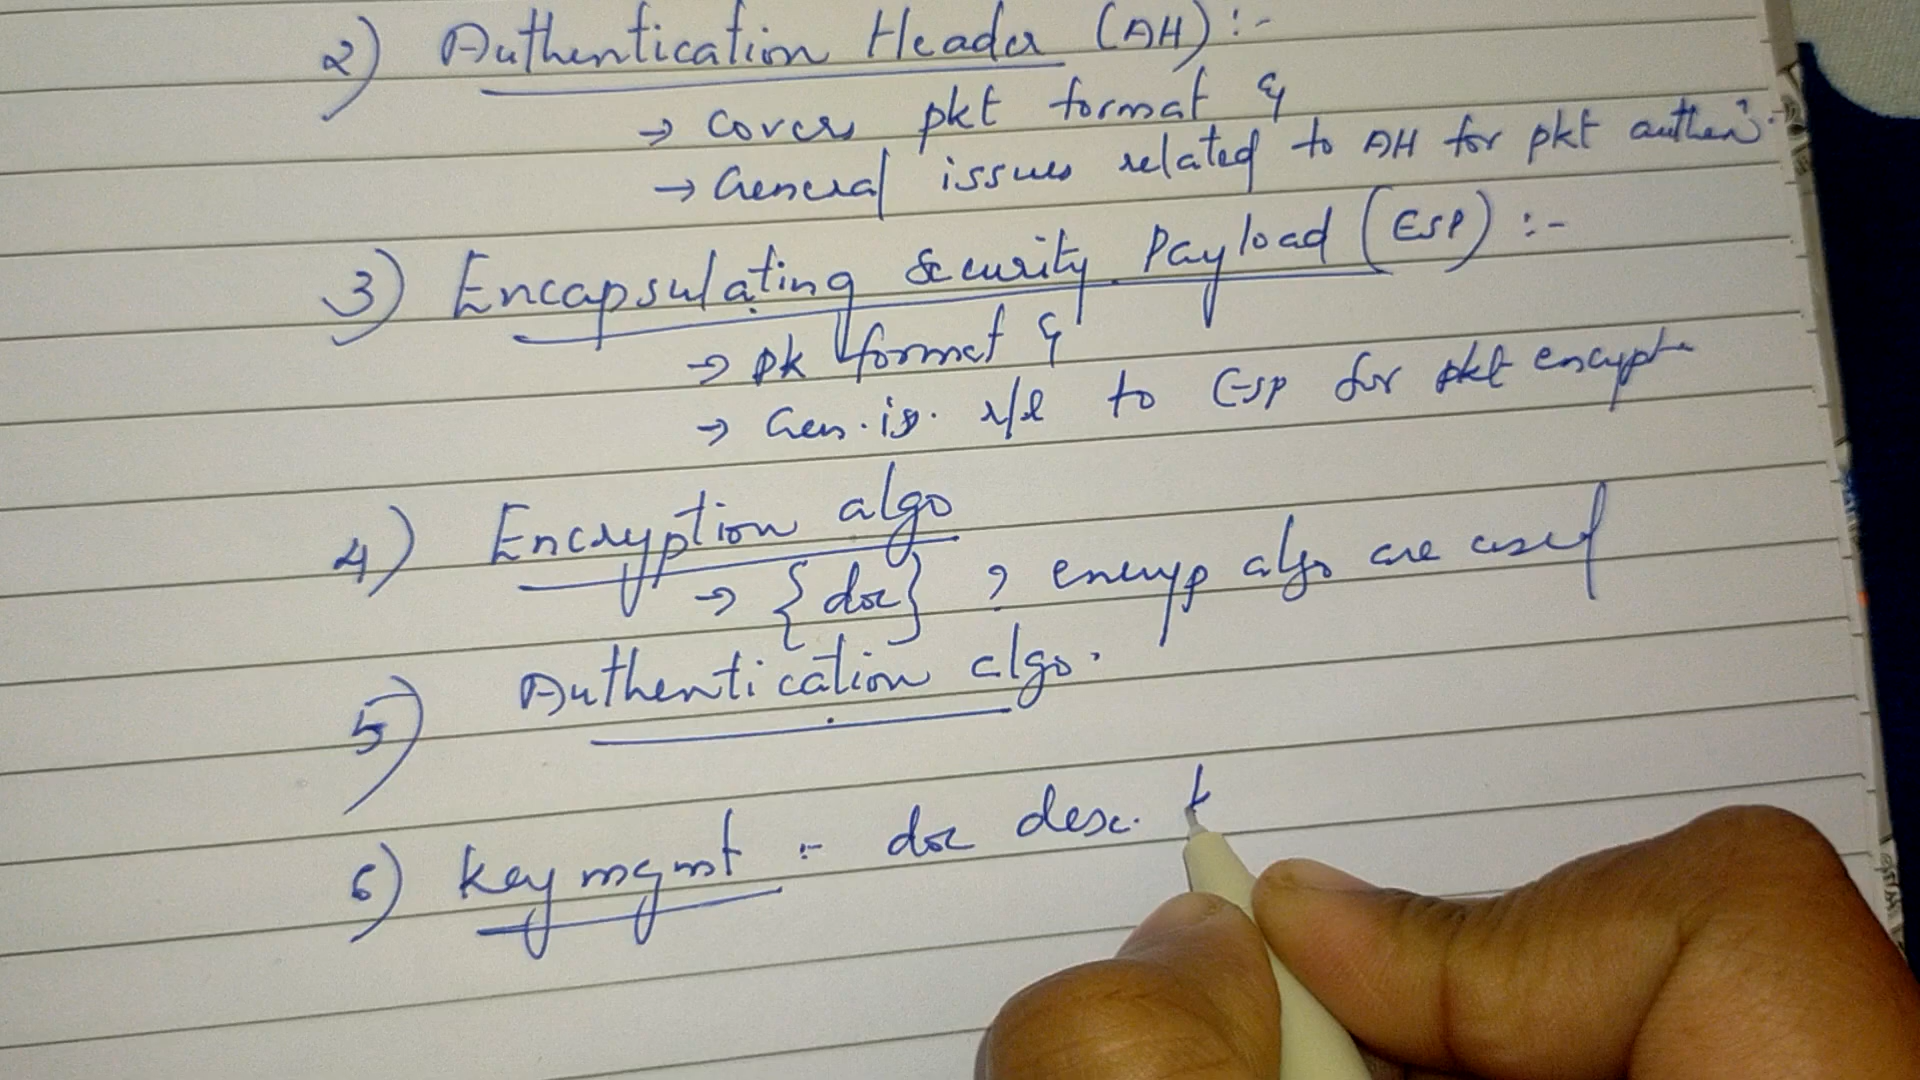 2) Authentication Header (AH) :-
→ covers pkt format &
→ General issues related to AH for pkt authen.
3) Encapsulating Security Payload (ESP) :-
→ pk format &
→ Gen. is. r/l to ESP for pkt encrypt
4) Encryption algo
→ {doc} , encryp algo are used
5) Authentication algo.
6) key mgmt :- doc desc.